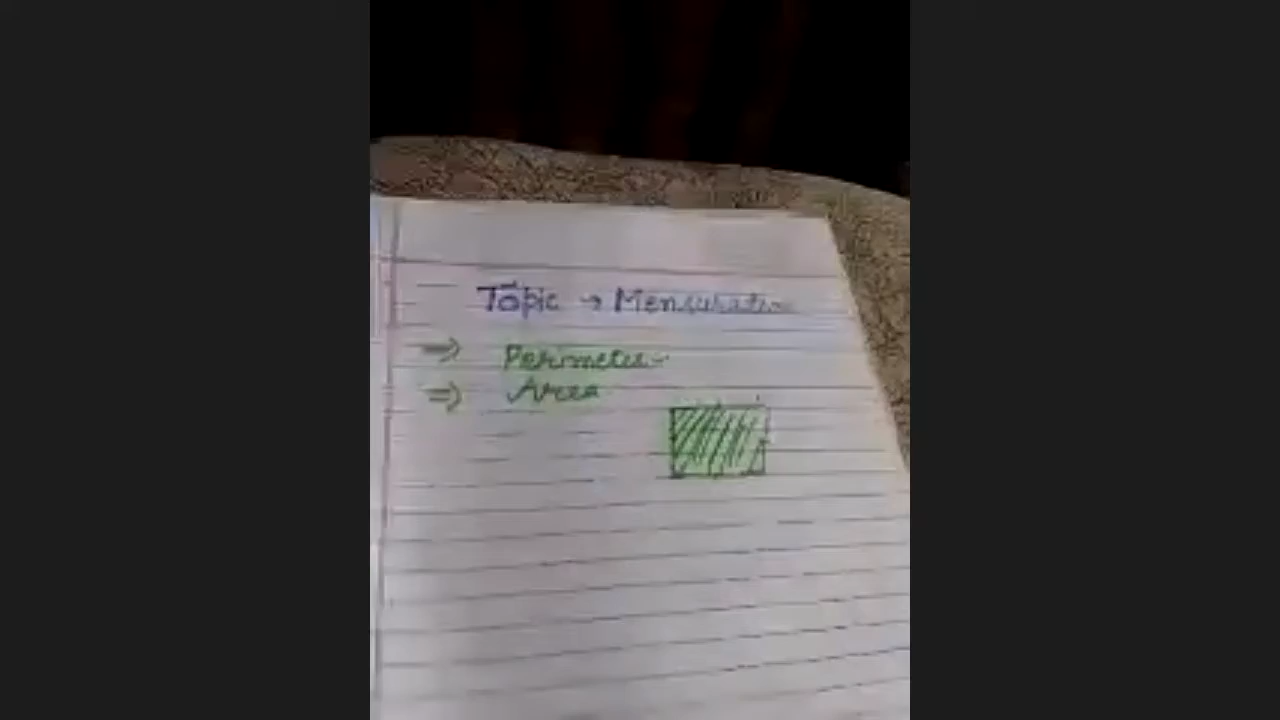 Topic → Mensuration
⇒ Perimeter
⇒ Area